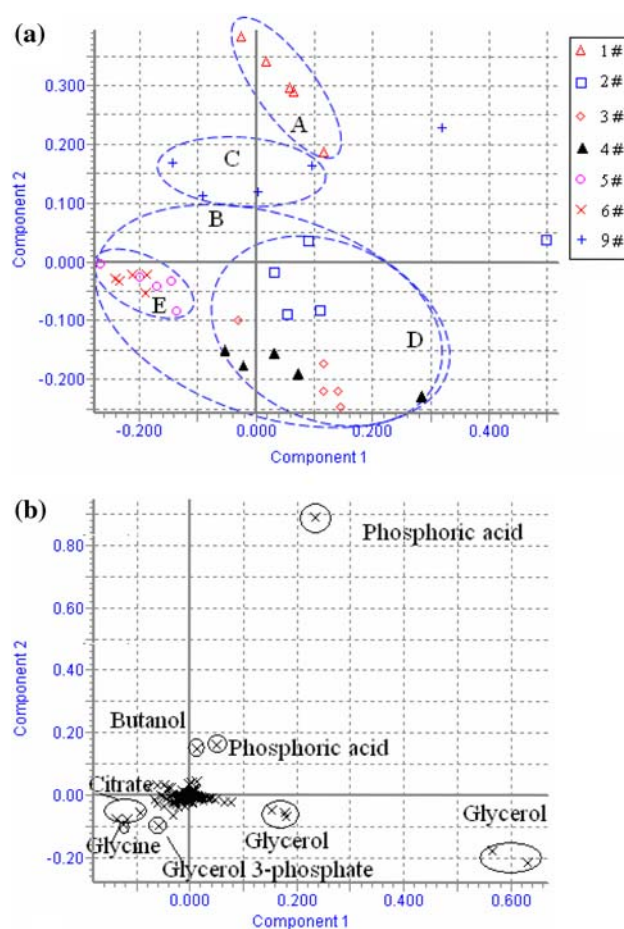 (a)
0.300
0.200
0.100
0.000
-0.100
-0.200
Component 2
A
C
B
E
D
-0.200 0.000 0.200 0.400
Component 1
1#
2#
3#
4#
5#
6#
9#
(b)
0.80
0.60
0.40
0.20
0.00
-0.20
Component 2
Phosphoric acid
Butanol
Phosphoric acid
Citrate
Glycerol
Glycine
Glycerol
Glycerol 3-phosphate
0.000 0.200 0.400 0.600
Component 1